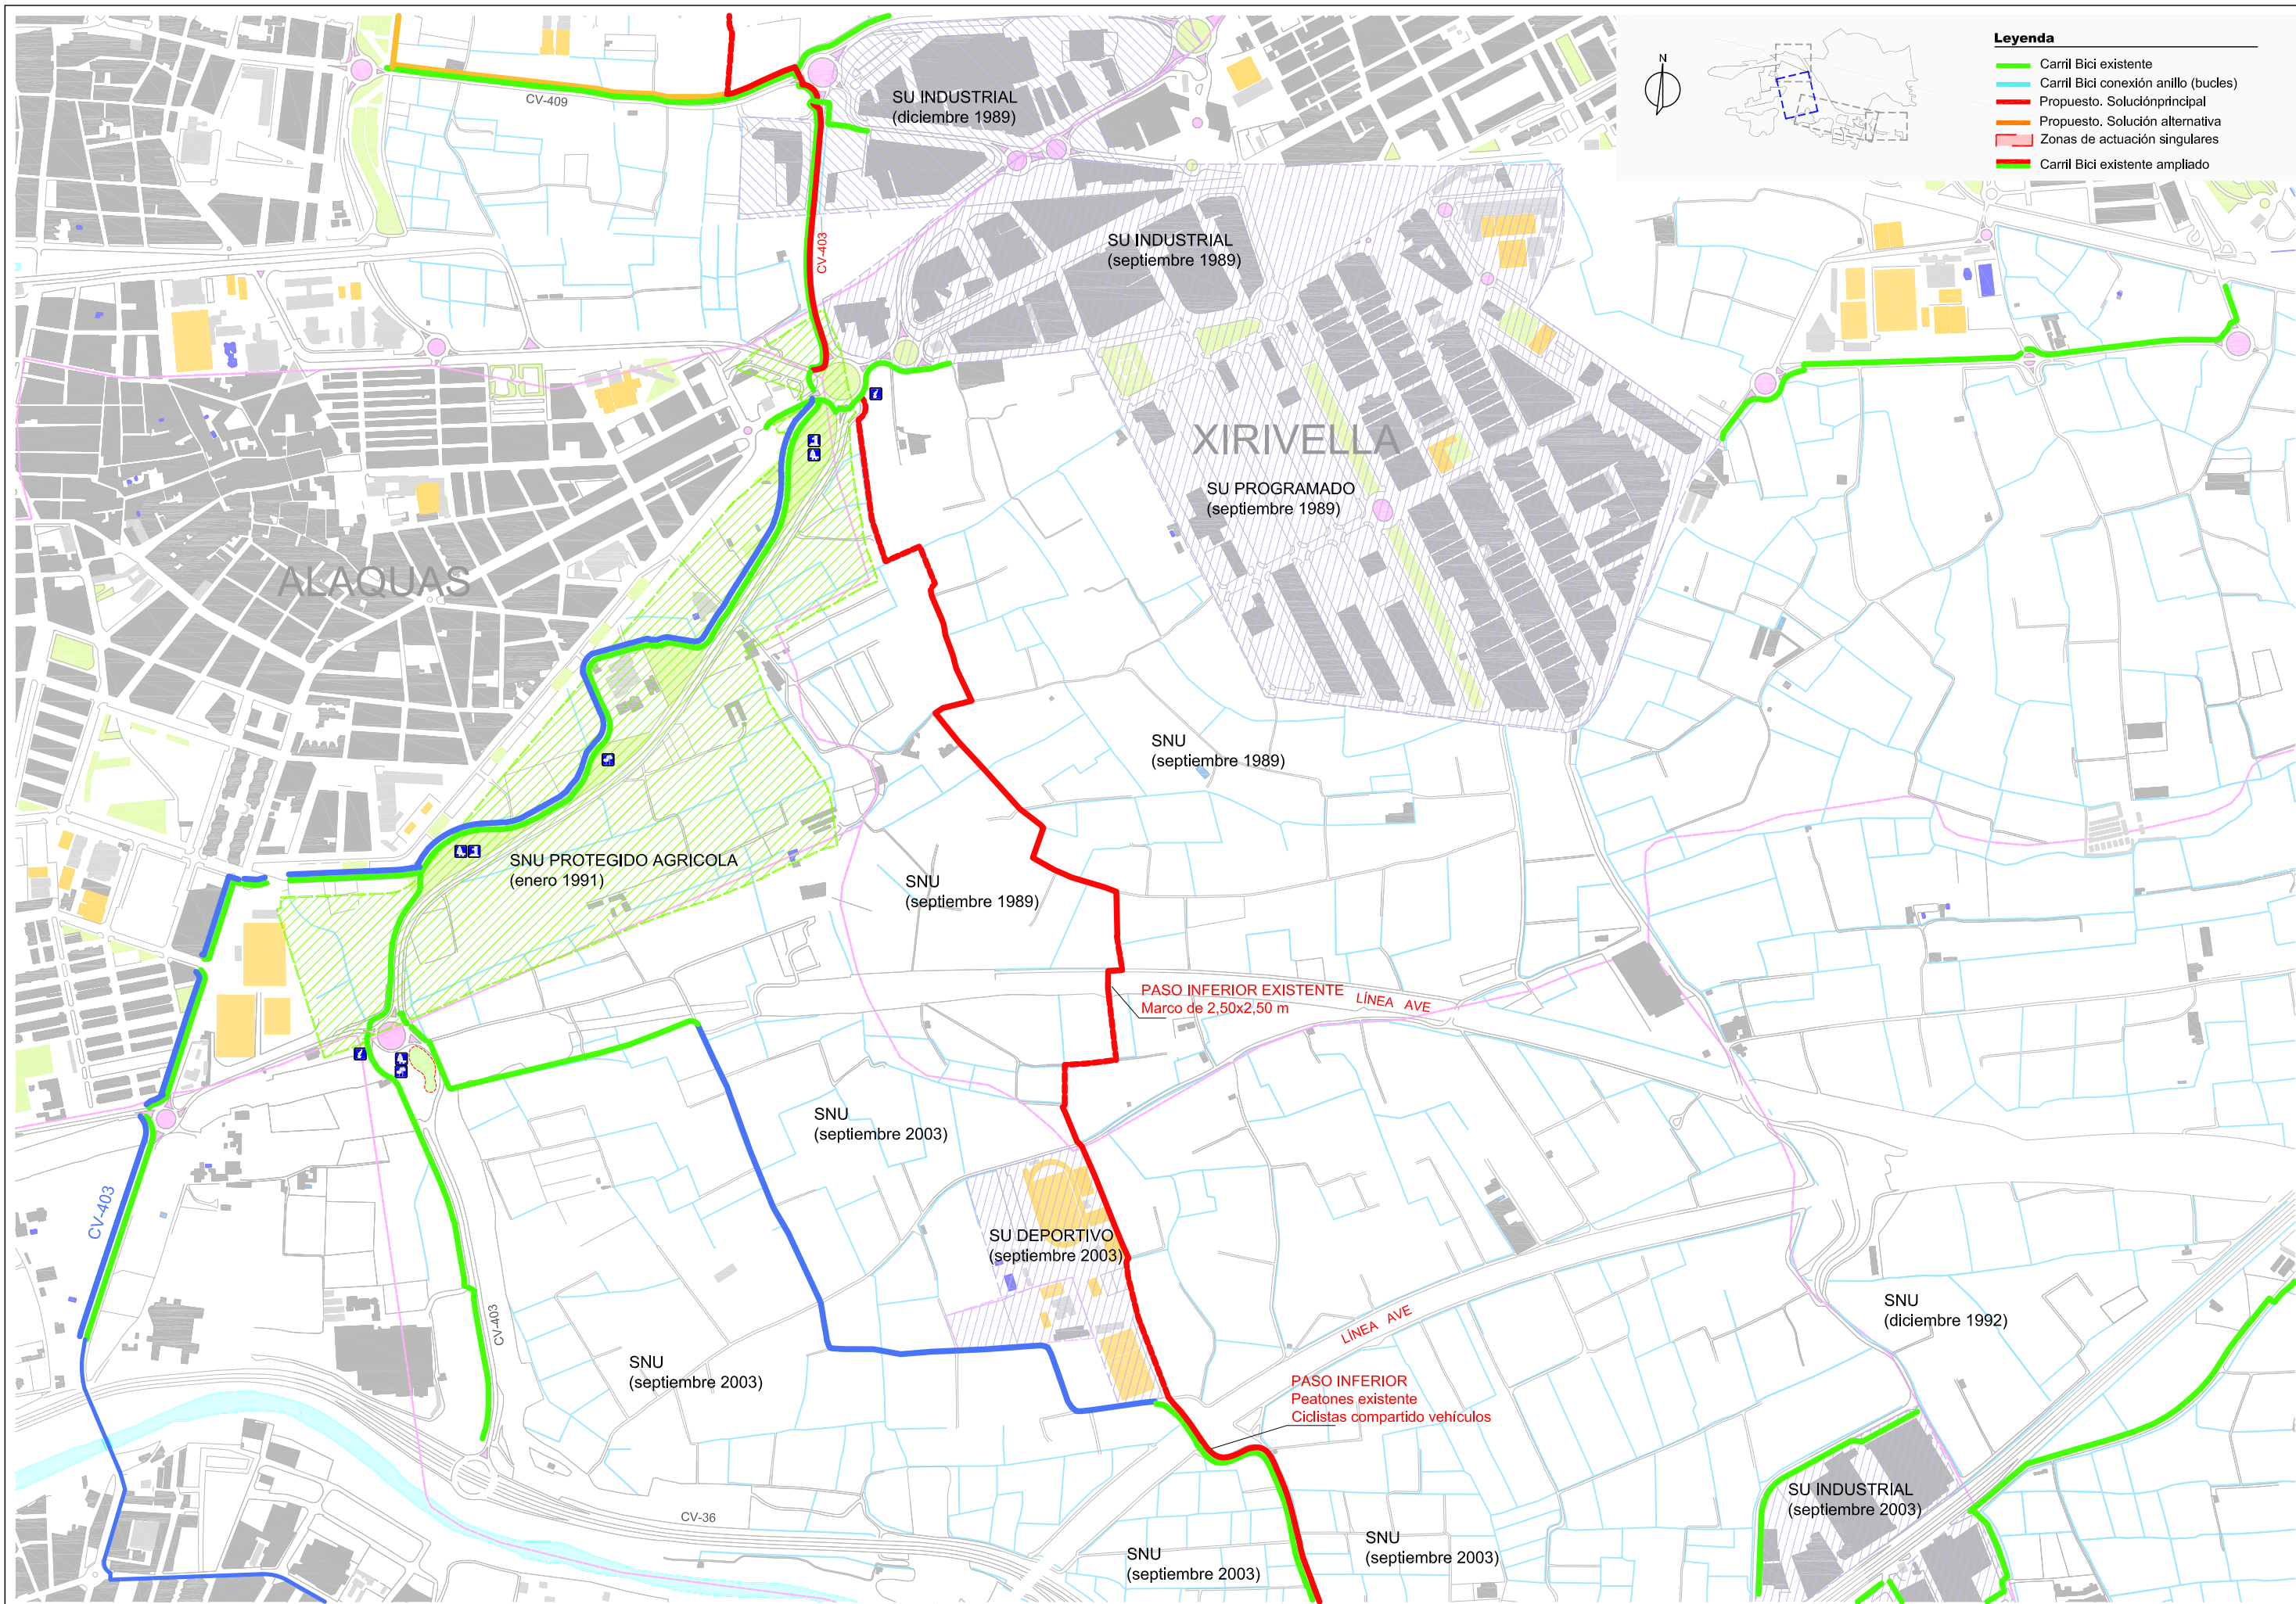 N
Leyenda
Carril Bici existente
Carril Bici conexión anillo (bucles)
Propuesto. Soluciónprincipal
Propuesto. Solución alternativa
Zonas de actuación singulares
Carril Bici existente ampliado
CV-409
SU INDUSTRIAL
(diciembre 1989)
CV-403
SU INDUSTRIAL
(septiembre 1989)
XIRIVELLA
SU PROGRAMADO
(septiembre 1989)
ALAQUAS
SNU
(septiembre 1989)
SNU PROTEGIDO AGRICOLA
(enero 1991)
SNU
(septiembre 1989)
PASO INFERIOR EXISTENTE
Marco de 2,50x2,50 m
LÍNEA AVE
SNU
(septiembre 2003)
CV-403
SU DEPORTIVO
(septiembre 2003)
CV-403
LÍNEA AVE
SNU
(diciembre 1992)
SNU
(septiembre 2003)
PASO INFERIOR
Peatones existente
Ciclistas compartido vehículos
SU INDUSTRIAL
(septiembre 2003)
CV-36
SNU
(septiembre 2003)
SNU
(septiembre 2003)